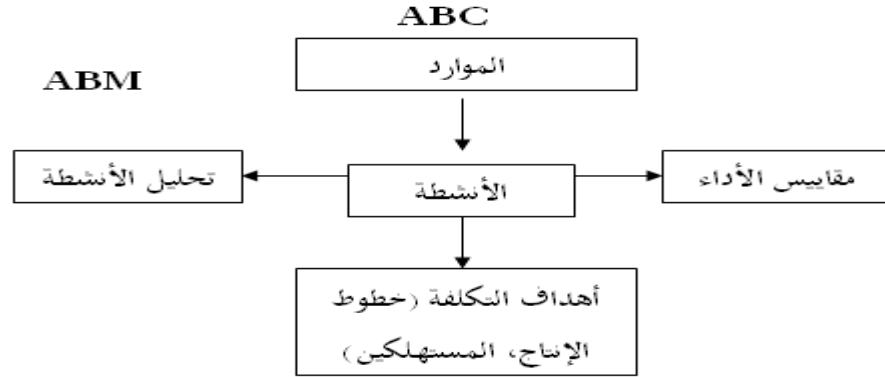 ABC
الموارد
ABM
تحليل الأنشطة
الأنشطة
مقاييس الأداء
أهداف التكلفة (خطوط
الإنتاج، المستهلكين)